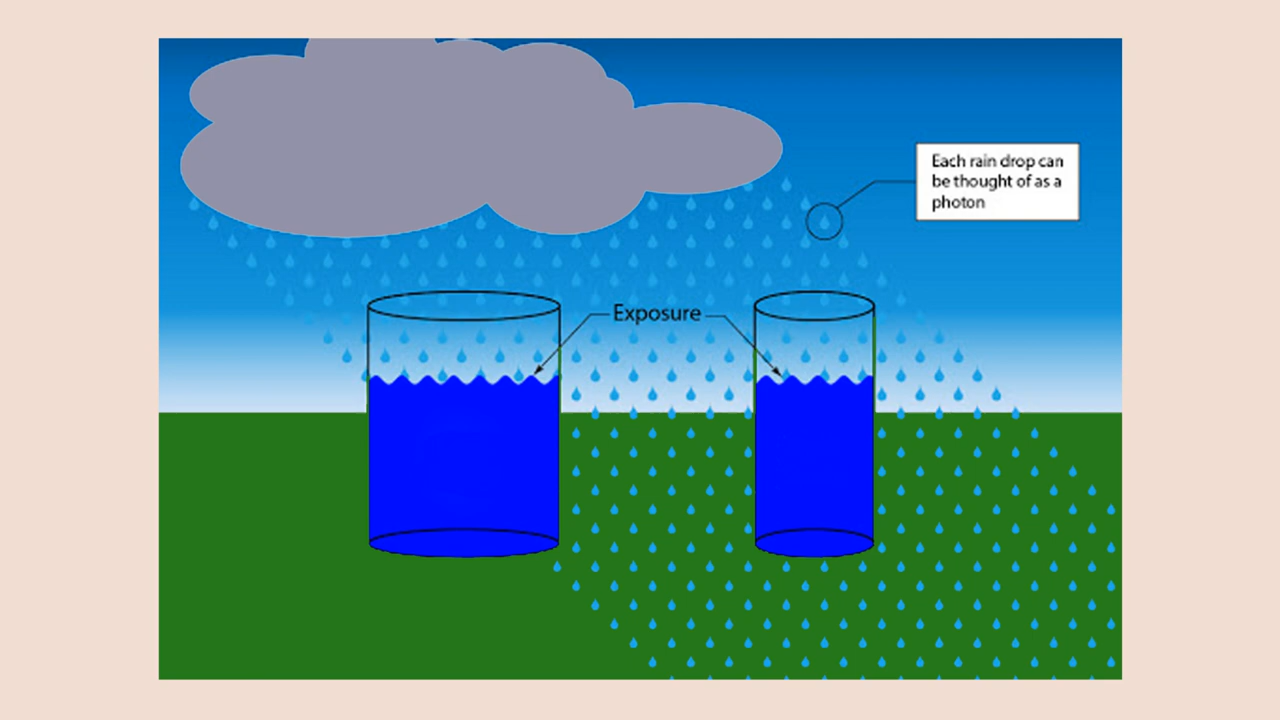 Each rain drop can
be thought of as a
photon
Exposure